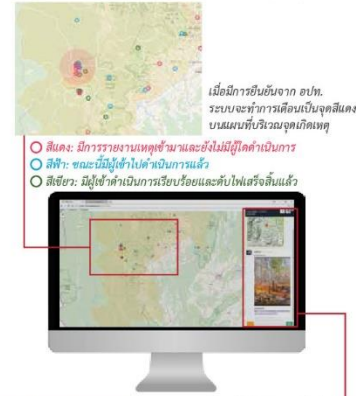 เมื่อมีการยืนยันจาก อปท.
ระบบจะทำการเตือนเป็นจุดสีแดง
บนแผนที่บริเวณจุดเกิดเหตุ
สีแดง: มีการรายงานเหตุเข้ามาและยังไม่มีผู้ใดดำเนินการ
สีฟ้า: ขณะนี้มีผู้เข้าไปดำเนินการแล้ว
สีเขียว: มีผู้เข้าดำเนินการเรียบร้อยและดับไฟเสร็จสิ้นแล้ว